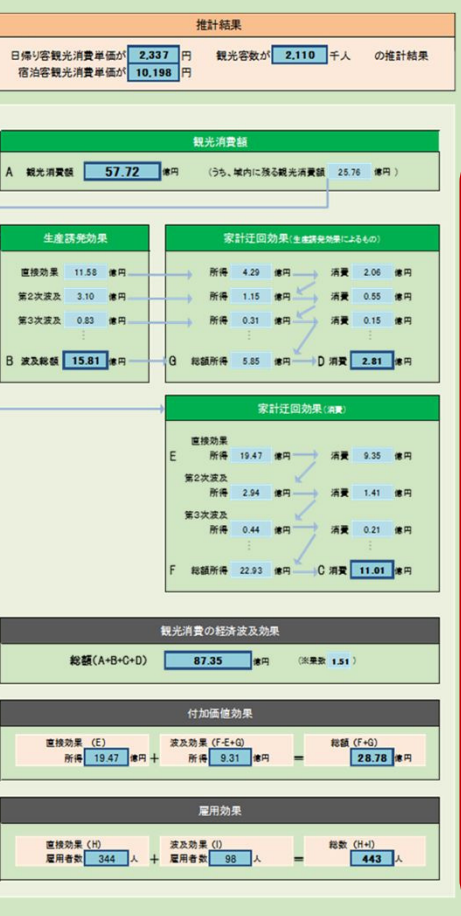 推計結果
日帰り客観光消費単価が 2,337 円 観光客数が 2,110 千人 の推計結果
宿泊客観光消費単価が 10,198 円
観光消費額
A 観光消費額 57.72 億円 (うち、域内に残る観光消費額 25.76 億円)
生産誘発効果
直接効果 11.58 億円
第2次波及 3.10 億円
第3次波及 0.83 億円
⋮
B 波及総額 15.81 億円
家計迂回効果(生産誘発効果によるもの)
所得 4.29 億円 消費 2.06 億円
所得 1.15 億円 消費 0.55 億円
所得 0.31 億円 消費 0.15 億円
⋮ ⋮
G 総額所得 5.85 億円 D 消費 2.81 億円
家計迂回効果(消費)
直接効果
E 所得 19.47 億円 消費 9.35 億円
第2次波及
所得 2.94 億円 消費 1.41 億円
第3次波及
所得 0.44 億円 消費 0.21 億円
⋮ ⋮
F 総額所得 22.93 億円 C 消費 11.01 億円
観光消費の経済波及効果
総額(A+B+C+D) 87.35 億円 (乗数 1.51)
付加価値効果
直接効果 (E) 波及効果 (F-E+G) 総額 (F+G)
所得 19.47 億円 + 所得 9.31 億円 = 28.78 億円
雇用効果
直接効果 (H) 波及効果 (I) 総数 (H+I)
雇用者数 344 人 + 雇用者数 98 人 = 443 人